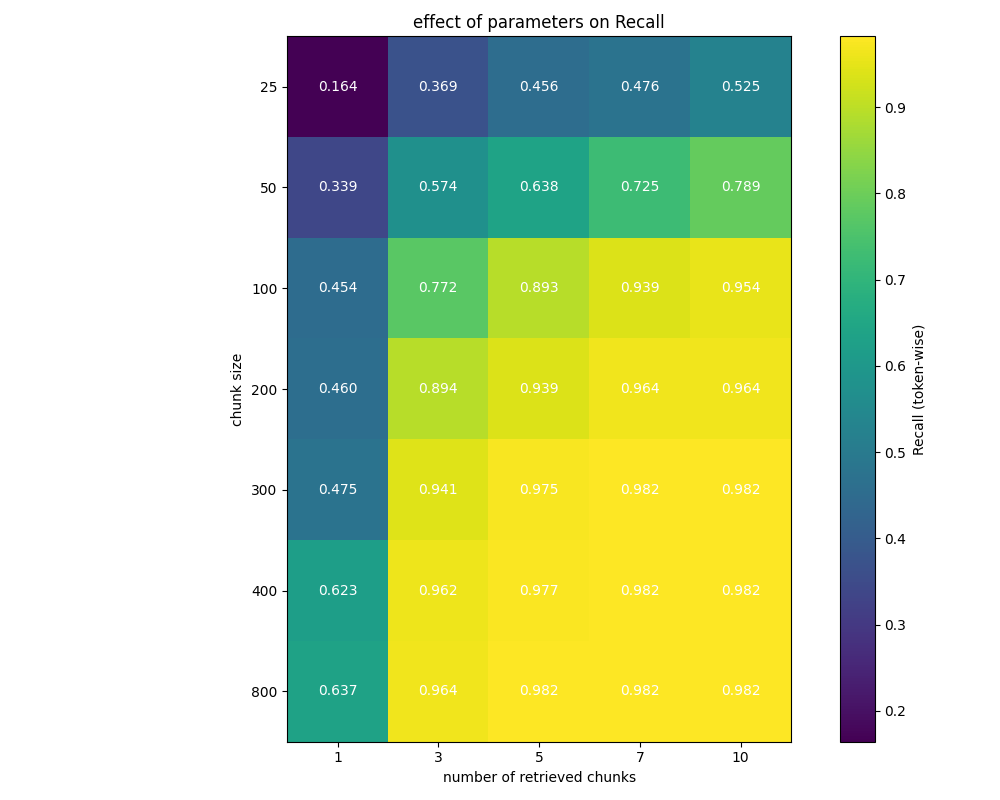 effect of parameters on Recall
25 0.164 0.369 0.456 0.476 0.525
50 0.339 0.574 0.638 0.725 0.789
100 0.454 0.772 0.893 0.939 0.954
200 0.460 0.894 0.939 0.964 0.964
300 0.475 0.941 0.975 0.982 0.982
400 0.623 0.962 0.977 0.982 0.982
800 0.637 0.964 0.982 0.982 0.982
1 3 5 7 10
number of retrieved chunks
chunk size
0.9
0.8
0.7
0.6
0.5
0.4
0.3
0.2
Recall (token-wise)